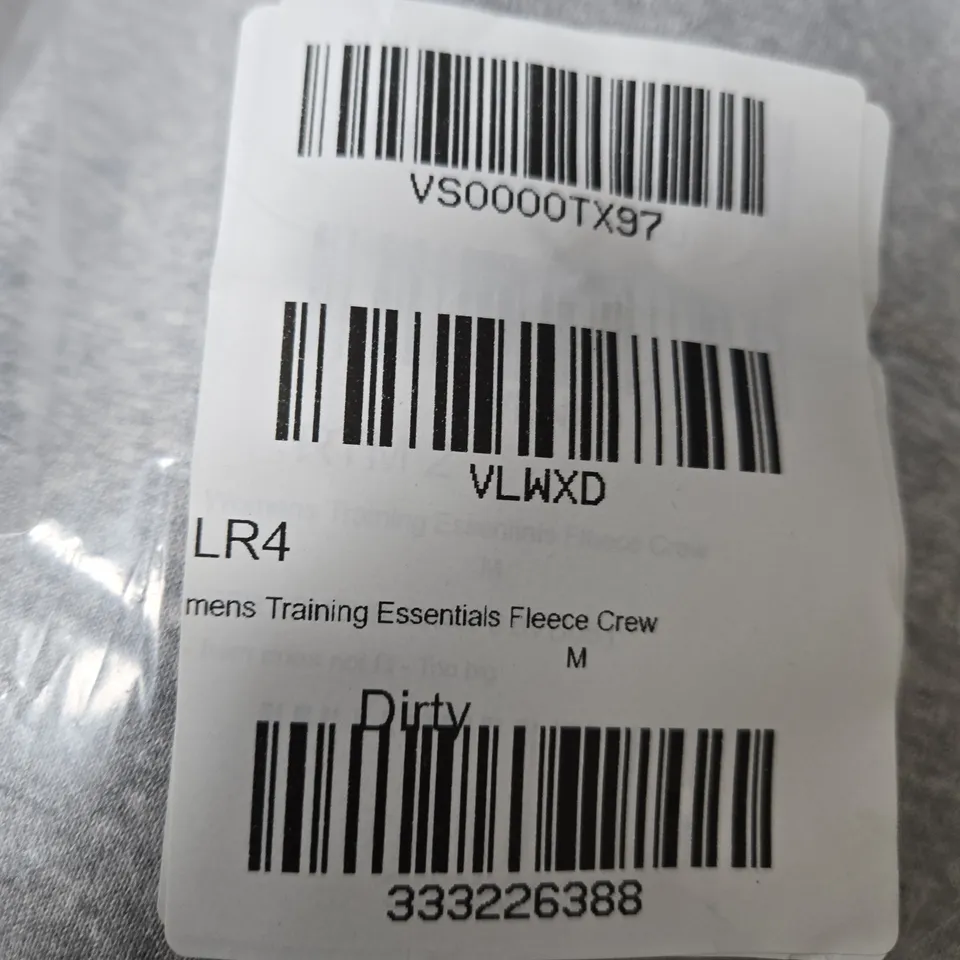 VS0000TX97
VLWXD
LR4
mens Training Essentials Fleece Crew
M
Dirty
333226388